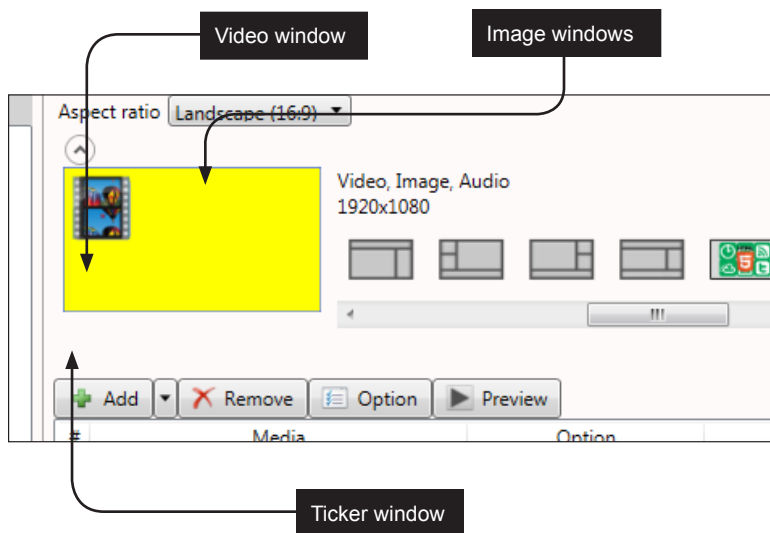 Video window
Image windows
Aspect ratio Landscape (16:9)
Video, Image, Audio
1920x1080
Add Remove Option Preview
# Media Option
Ticker window